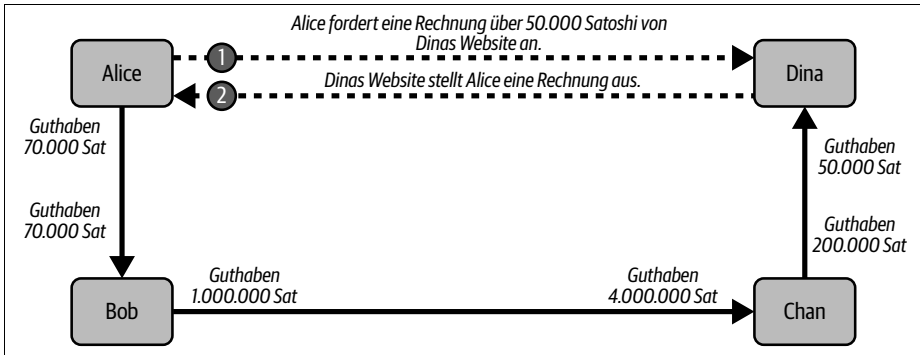 Alice fordert eine Rechnung über 50.000 Satoshi von
Dinas Website an.
1
Alice
Dina
Dinas Website stellt Alice eine Rechnung aus.
2
Guthaben
70.000 Sat
Guthaben
50.000 Sat
Guthaben
70.000 Sat
Guthaben
200.000 Sat
Guthaben
1.000.000 Sat
Guthaben
4.000.000 Sat
Bob
Chan